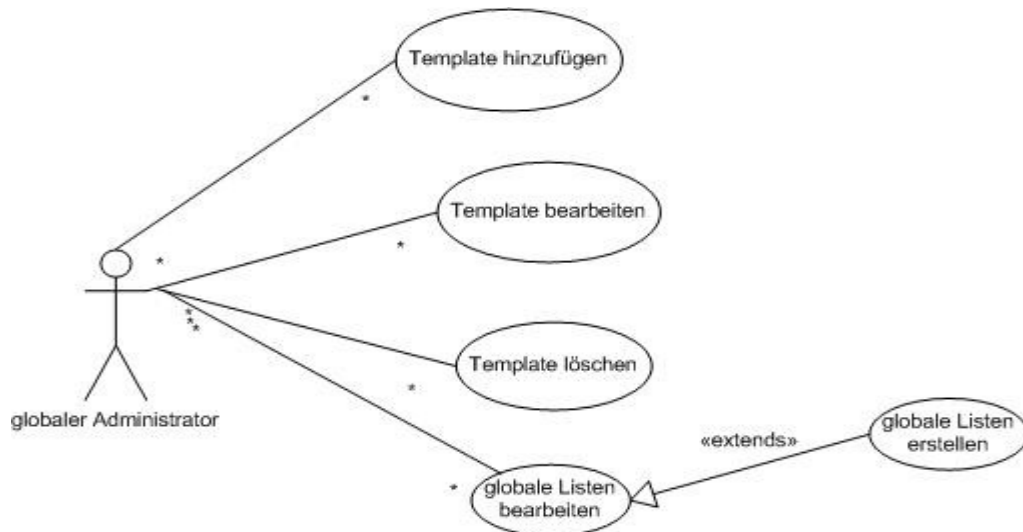 Template hinzufügen
*
Template bearbeiten
*
*
*
*
*
Template löschen
*
globaler Administrator
«extends»
globale Listen
erstellen
*
globale Listen
bearbeiten